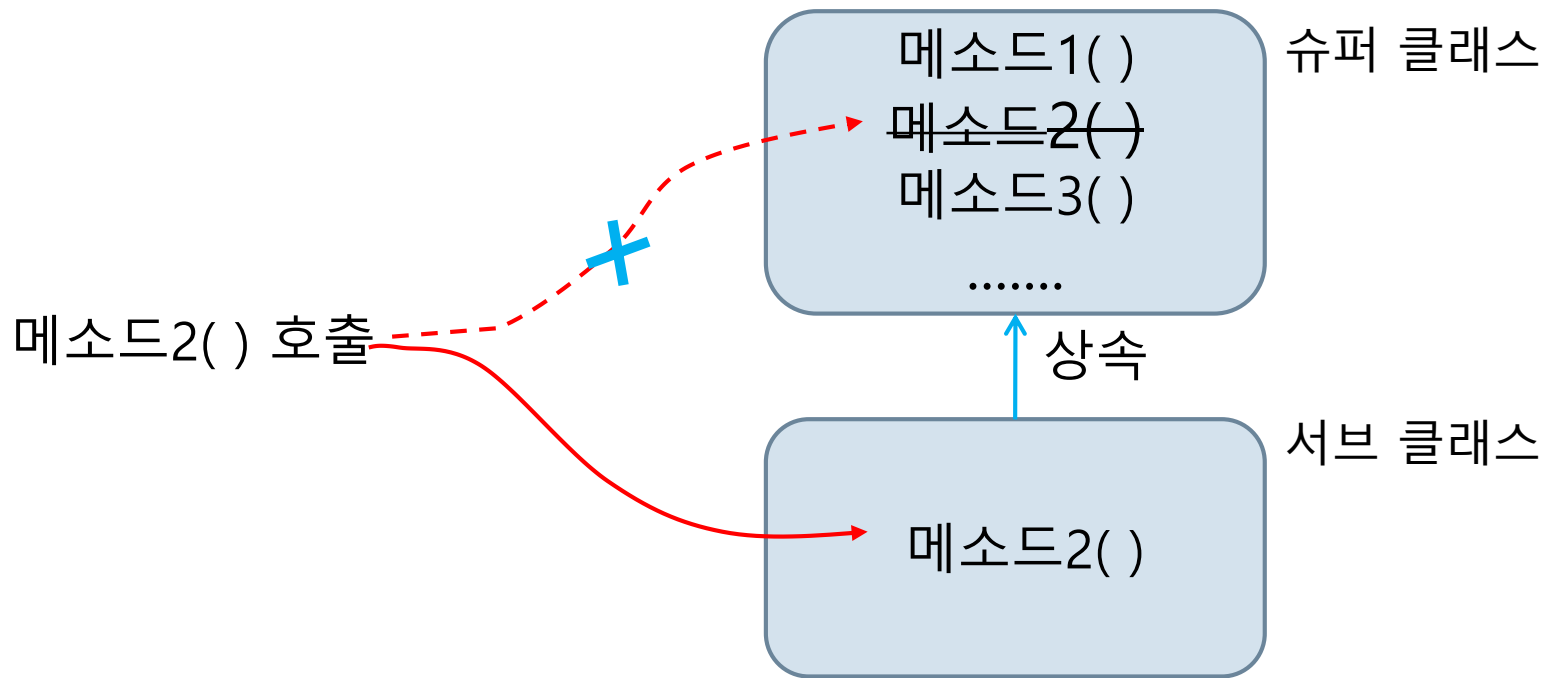 메소드1( )
슈퍼 클래스
메소드2( )
메소드3( )
.......
메소드2( ) 호출
상속
서브 클래스
메소드2( )